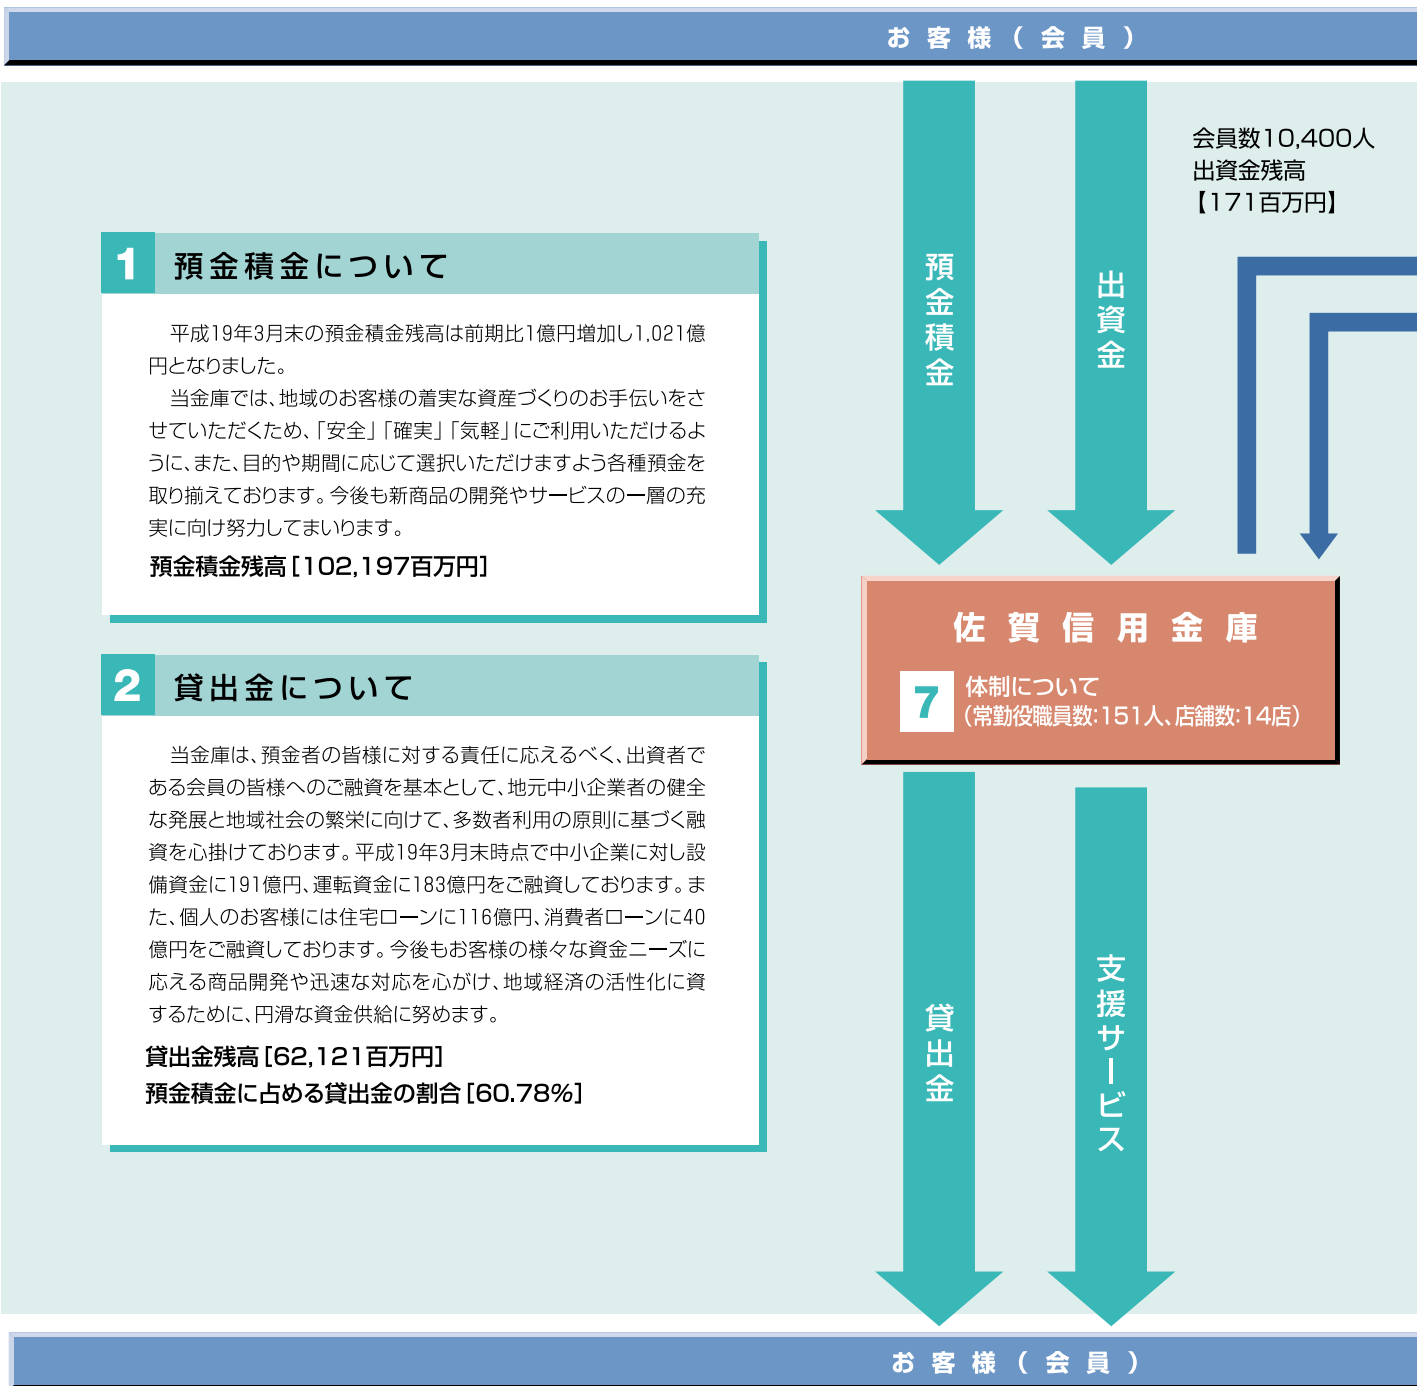 お客様（会員）
会員数10,400人
出資金残高
【171百万円】
預金積金
出資金
1 預金積金について
　平成19年3月末の預金積金残高は前期比1億円増加し1,021億
円となりました。
　当金庫では、地域のお客様の着実な資産づくりのお手伝いをさ
せていただくため、「安全」「確実」「気軽」にご利用いただけるよ
うに、また、目的や期間に応じて選択いただけますよう各種預金を
取り揃えております。今後も新商品の開発やサービスの一層の充
実に向け努力してまいります。
預金積金残高［102,197百万円］
2 貸出金について
　当金庫は、預金者の皆様に対する責任に応えるべく、出資者で
ある会員の皆様へのご融資を基本として、地元中小企業者の健全
な発展と地域社会の繁栄に向けて、多数者利用の原則に基づく融
資を心掛けております。平成19年3月末時点で中小企業に対し設
備資金に191億円、運転資金に183億円をご融資しております。ま
た、個人のお客様には住宅ローンに116億円、消費者ローンに40
億円をご融資しております。今後もお客様の様々な資金ニーズに
応える商品開発や迅速な対応を心がけ、地域経済の活性化に資
するために、円滑な資金供給に努めます。
貸出金残高［62,121百万円］
預金積金に占める貸出金の割合［60.78％］
佐賀信用金庫
7 体制について
（常勤役職員数：151人、店舗数：14店）
貸出金
支援サービス
お客様（会員）